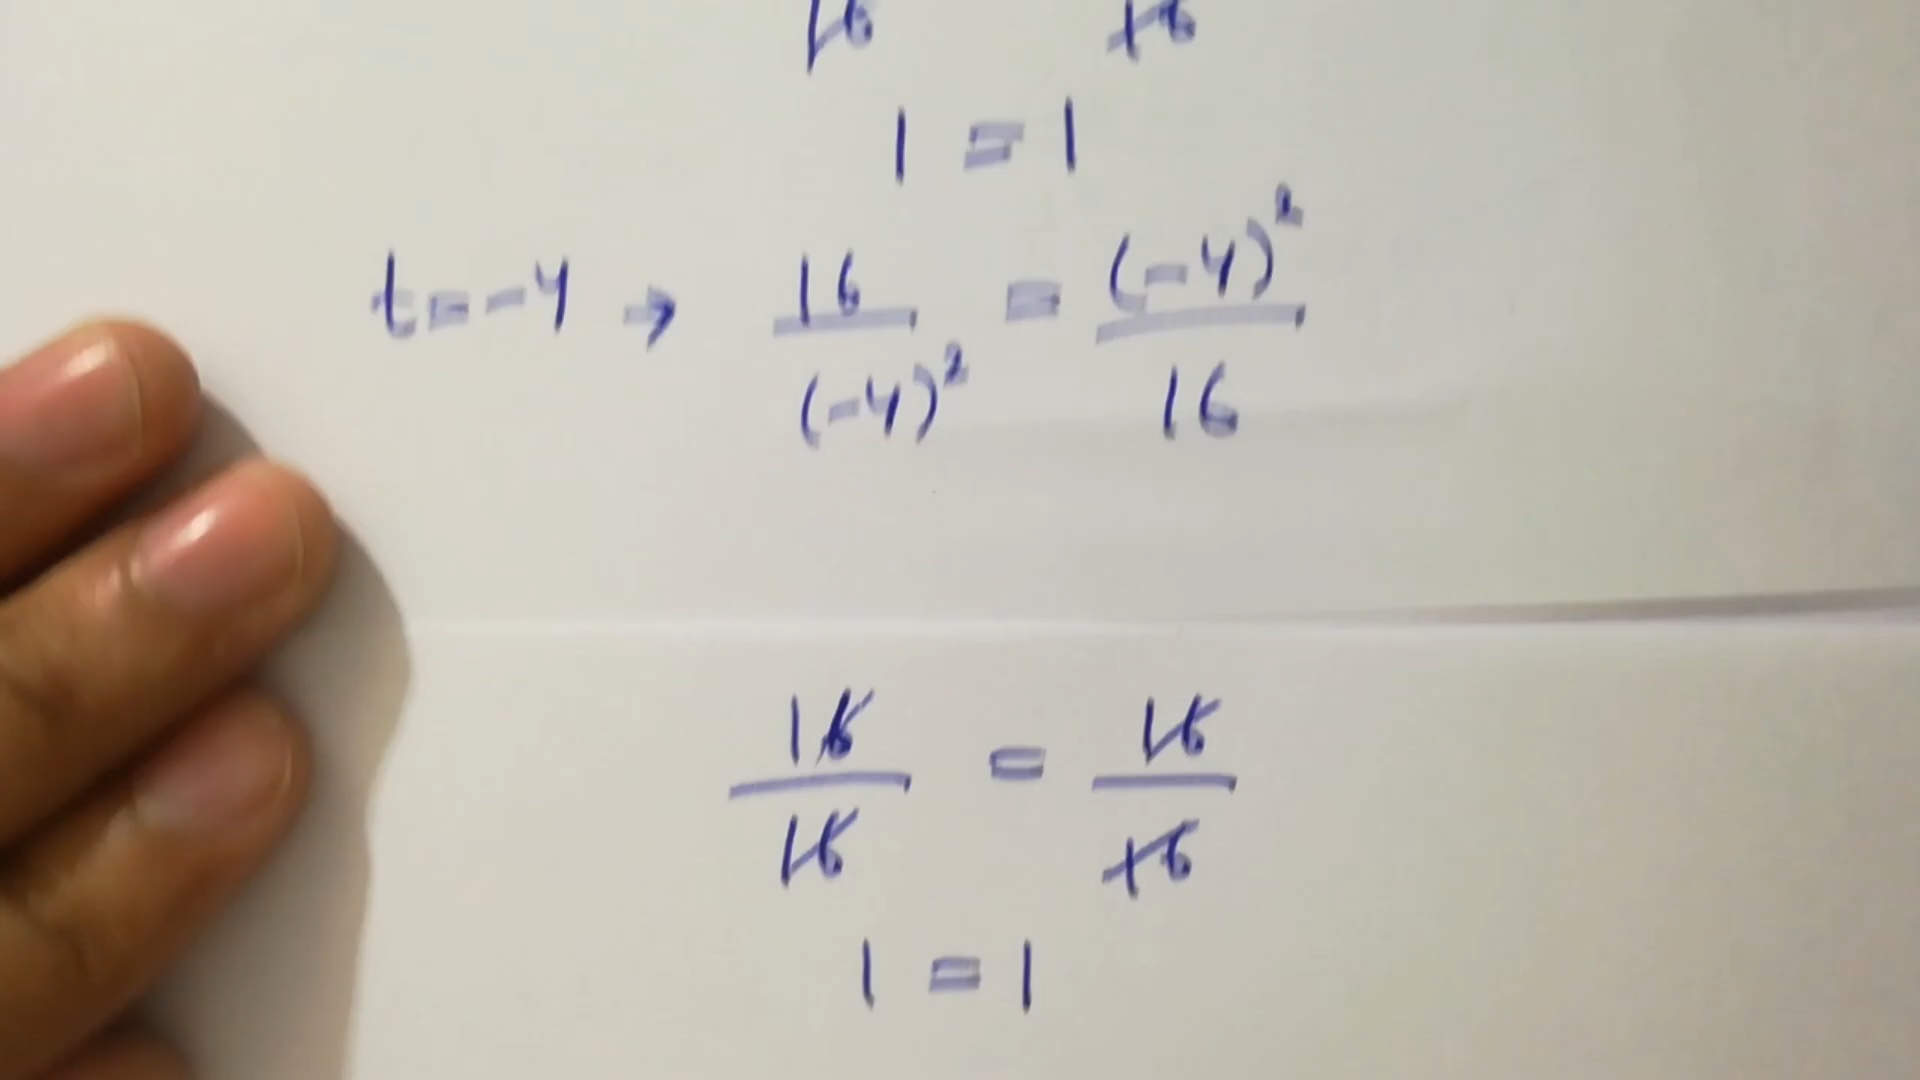 16 16
1 = 1
t = -4 → 16/(-4)² = (-4)²/16
16/16 = 16/16
1 = 1